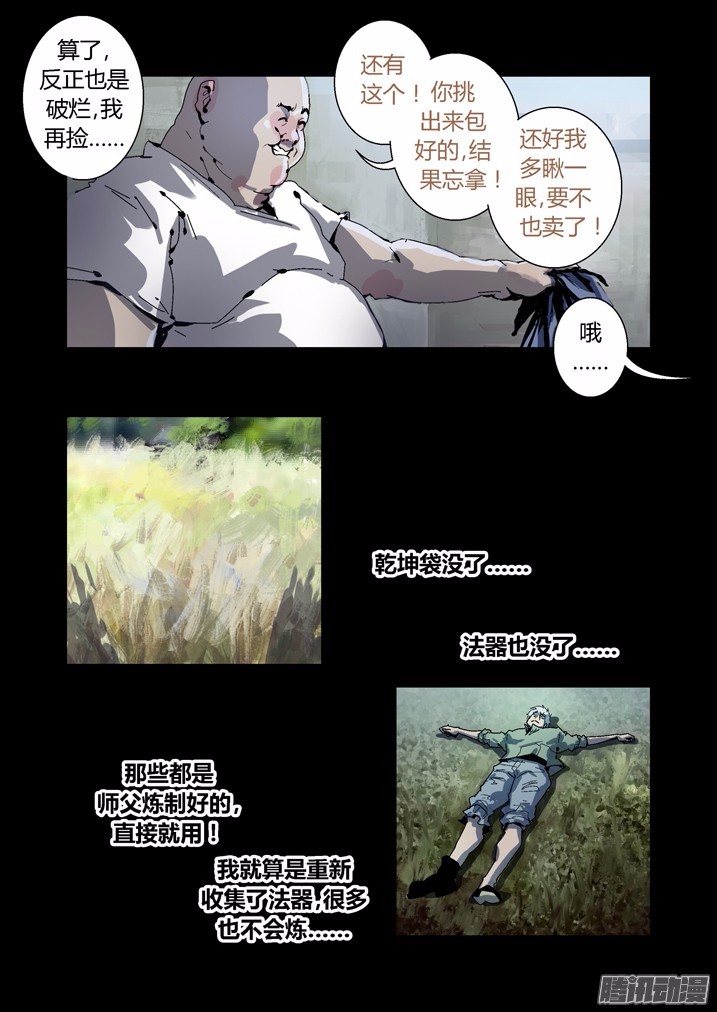 算了，
反正也是
破烂，我
再捡……
还有
这个！
你挑
出来包
好的，结
果忘拿！
还好我
多瞅一
眼，要不
也卖了！
哦
……
乾坤袋没了……
法器也没了……
那些都是
师父炼制好的，
直接就用！
我就算是重新
收集了法器，很多
也不会炼……
腾讯动漫